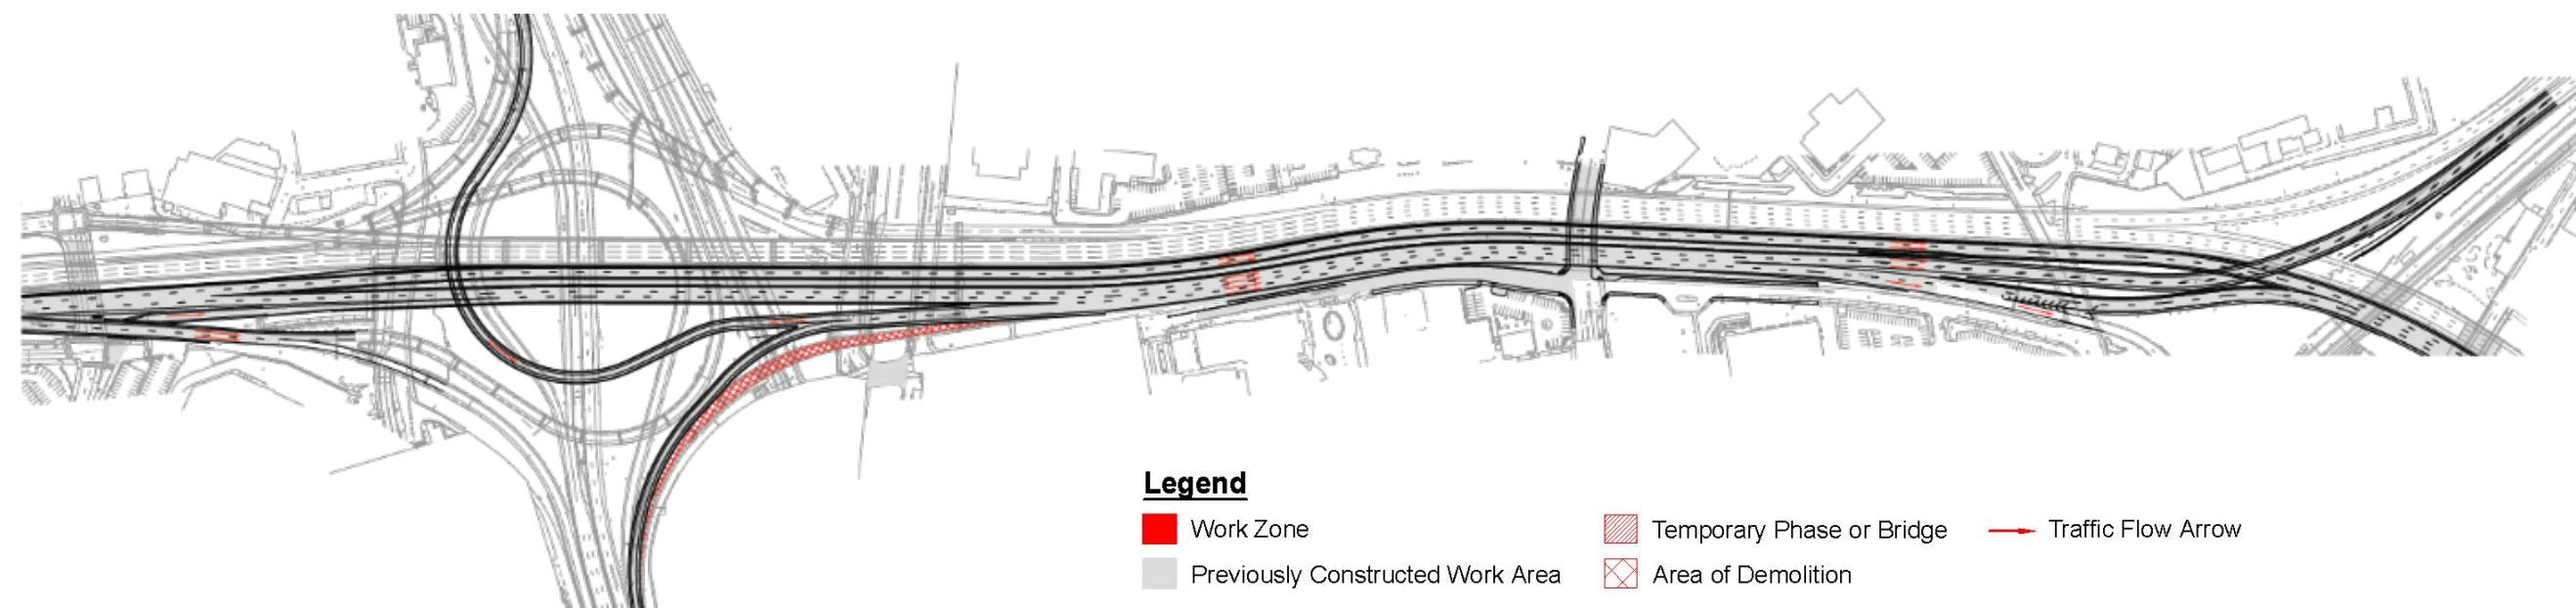 Legend
Work Zone
Temporary Phase or Bridge
Traffic Flow Arrow
Previously Constructed Work Area
Area of Demolition